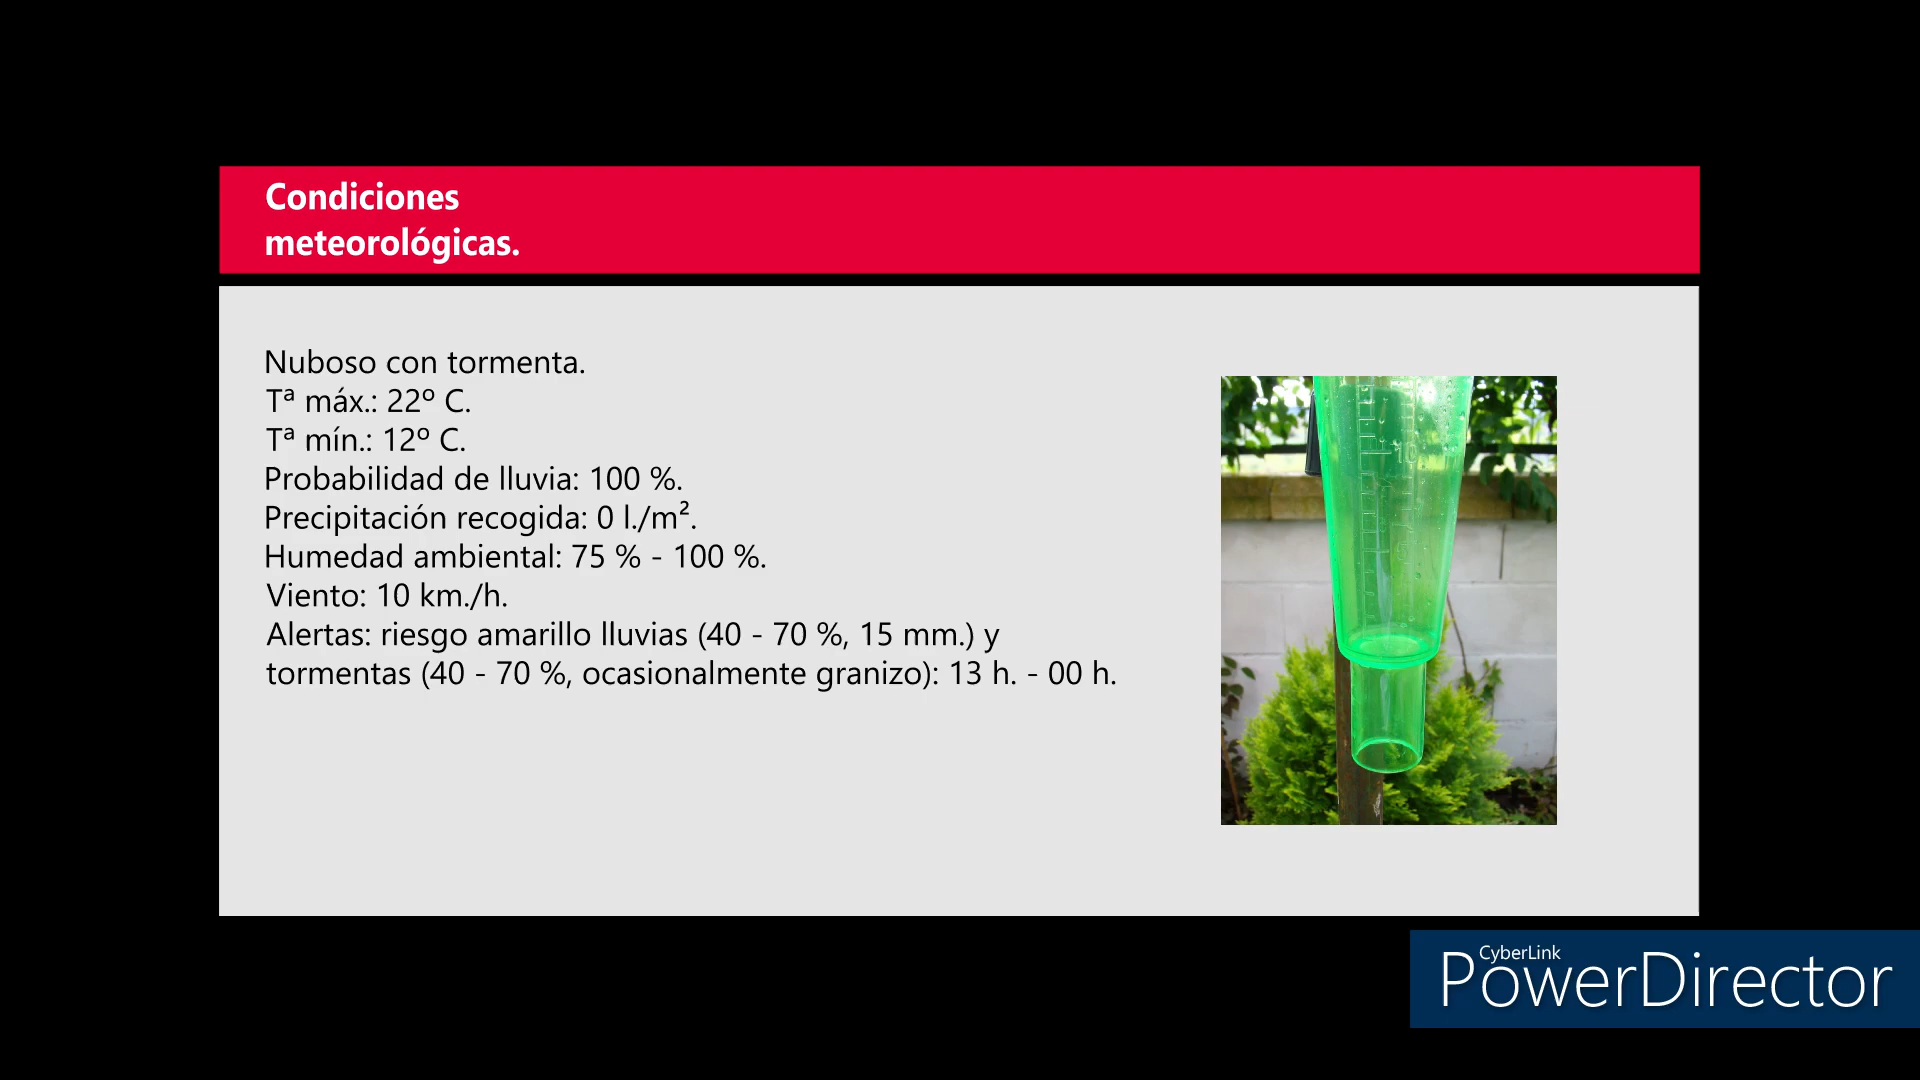 Condiciones
meteorológicas.
Nuboso con tormenta.
Tª máx.: 22º C.
Tª mín.: 12º C.
Probabilidad de lluvia: 100 %.
Precipitación recogida: 0 l./m².
Humedad ambiental: 75 % - 100 %.
Viento: 10 km./h.
Alertas: riesgo amarillo lluvias (40 - 70 %, 15 mm.) y
tormentas (40 - 70 %, ocasionalmente granizo): 13 h. - 00 h.
CyberLink
PowerDirector